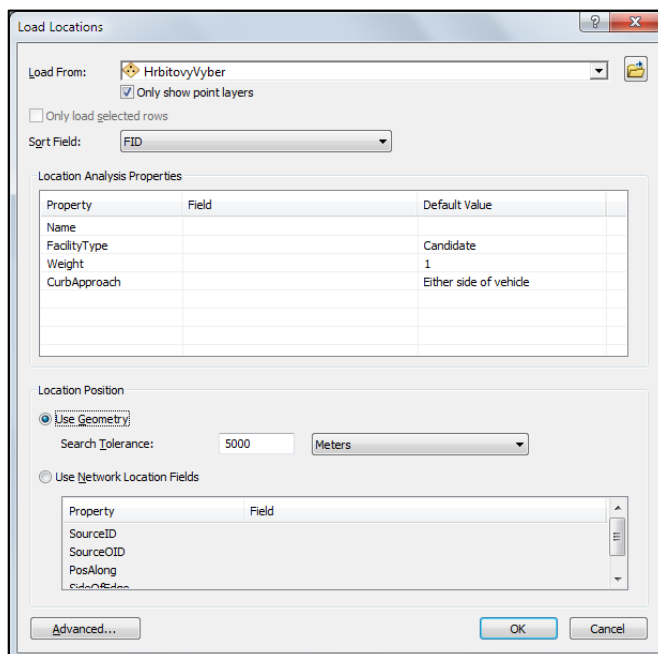 Load Locations
Load From: HrbitovyVyber
Only show point layers
Only load selected rows
Sort Field: FID
Location Analysis Properties
Property Field Default Value
Name
FacilityType Candidate
Weight 1
CurbApproach Either side of vehicle
Location Position
Use Geometry
Search Tolerance: 5000 Meters
Use Network Location Fields
Property Field
SourceID
SourceOID
PosAlong
SideOfEdge
Advanced... OK Cancel